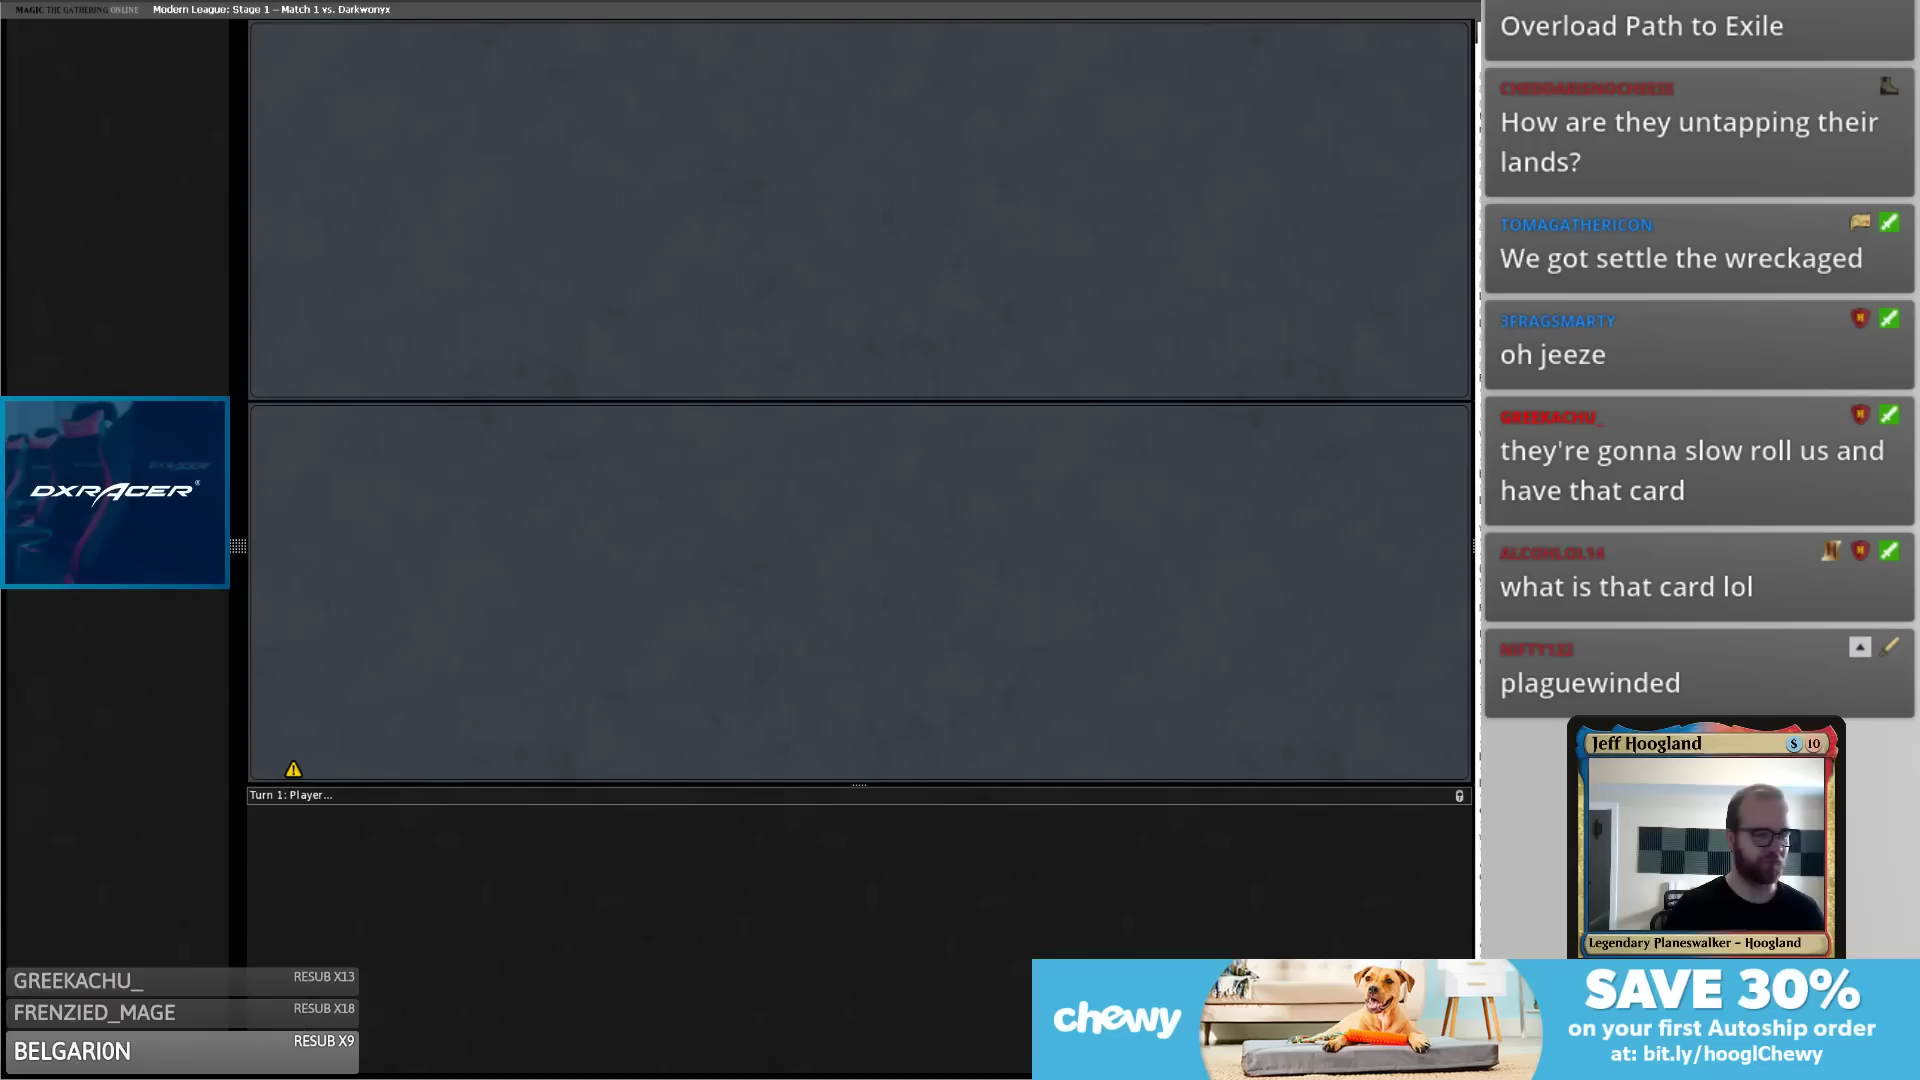 MAGIC THE GATHERING ONLINE Modern League: Stage 1 – Match 1 vs. Darkwonyx
Overload Path to Exile
CHEDDARISNOCHEESE
How are they untapping their
lands?
TOMAGATHERICON
We got settle the wreckaged
3FRAGSMARTY
oh jeeze
GREEKACHU_
they're gonna slow roll us and
have that card
ALCOHLOL14
what is that card lol
plaguewinded
DXRACER®
Turn 1: Player...
Jeff Hoogland $ 10
Legendary Planeswalker – Hoogland
GREEKACHU_ RESUB X13
FRENZIED_MAGE RESUB X18
BELGARI0N RESUB X9
chewy
SAVE 30%
on your first Autoship order
at: bit.ly/hooglChewy